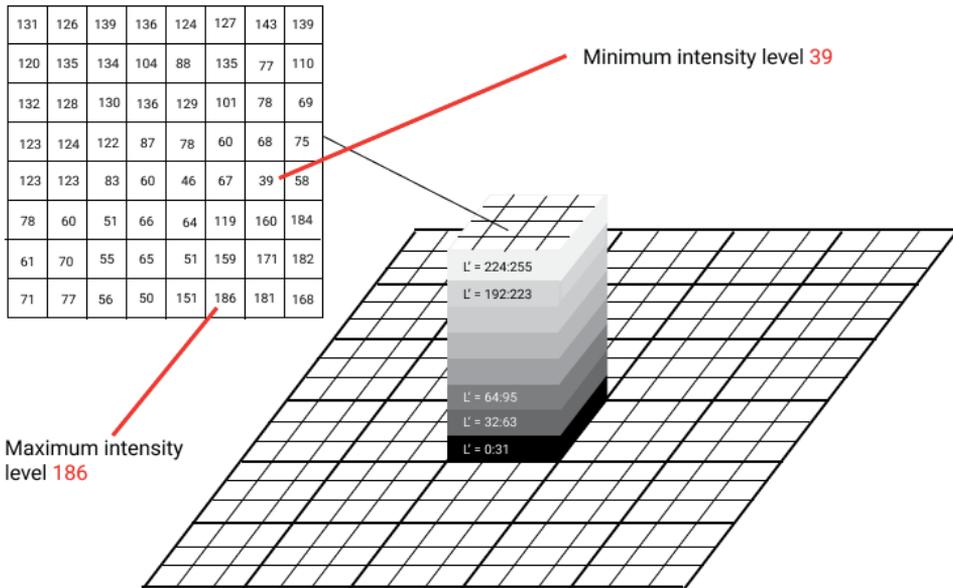 131 126 139 136 124 127 143 139
120 135 134 104 88 135 77 110
132 128 130 136 129 101 78 69
123 124 122 87 78 60 68 75
123 123 83 60 46 67 39 58
78 60 51 66 64 119 160 184
61 70 55 65 51 159 171 182
71 77 56 50 151 186 181 168
Minimum intensity level 39
L' = 224:255
L' = 192:223
L' = 64:95
L' = 32:63
L' = 0:31
Maximum intensity
level 186